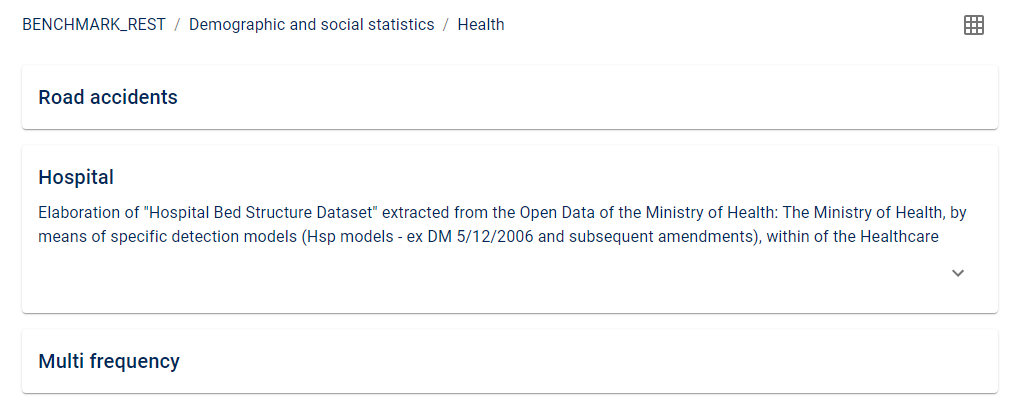 BENCHMARK_REST / Demographic and social statistics / Health
Road accidents
Hospital
Elaboration of "Hospital Bed Structure Dataset" extracted from the Open Data of the Ministry of Health: The Ministry of Health, by
means of specific detection models (Hsp models - ex DM 5/12/2006 and subsequent amendments), within of the Healthcare
Multi frequency